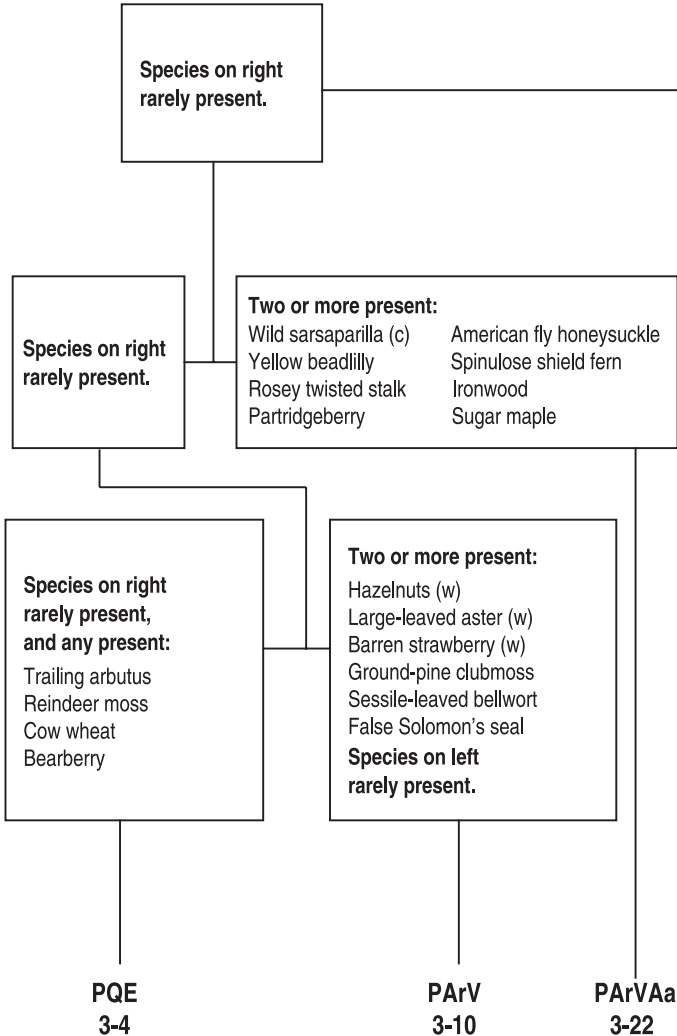 Species on right
rarely present.
Species on right
rarely present.
Two or more present:
Wild sarsaparilla (c)
Yellow beadlilly
Rosey twisted stalk
Partridgeberry
American fly honeysuckle
Spinulose shield fern
Ironwood
Sugar maple
Species on right
rarely present,
and any present:
Trailing arbutus
Reindeer moss
Cow wheat
Bearberry
Two or more present:
Hazelnuts (w)
Large-leaved aster (w)
Barren strawberry (w)
Ground-pine clubmoss
Sessile-leaved bellwort
False Solomon's seal
Species on left
rarely present.
PQE
3-4
PArV
3-10
PArVAa
3-22